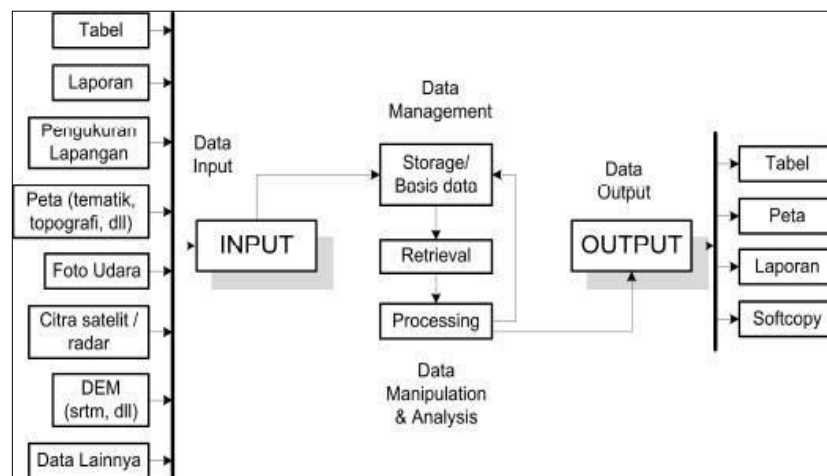 Tabel
Laporan
Pengukuran
Lapangan
Peta (tematik,
topografi, dll)
Foto Udara
Citra satelit /
radar
DEM
(srtm, dll)
Data Lainnya
Data
Input
INPUT
Data
Management
Storage/
Basis data
Retrieval
Processing
Data
Manipulation
& Analysis
Data
Output
OUTPUT
Tabel
Peta
Laporan
Softcopy